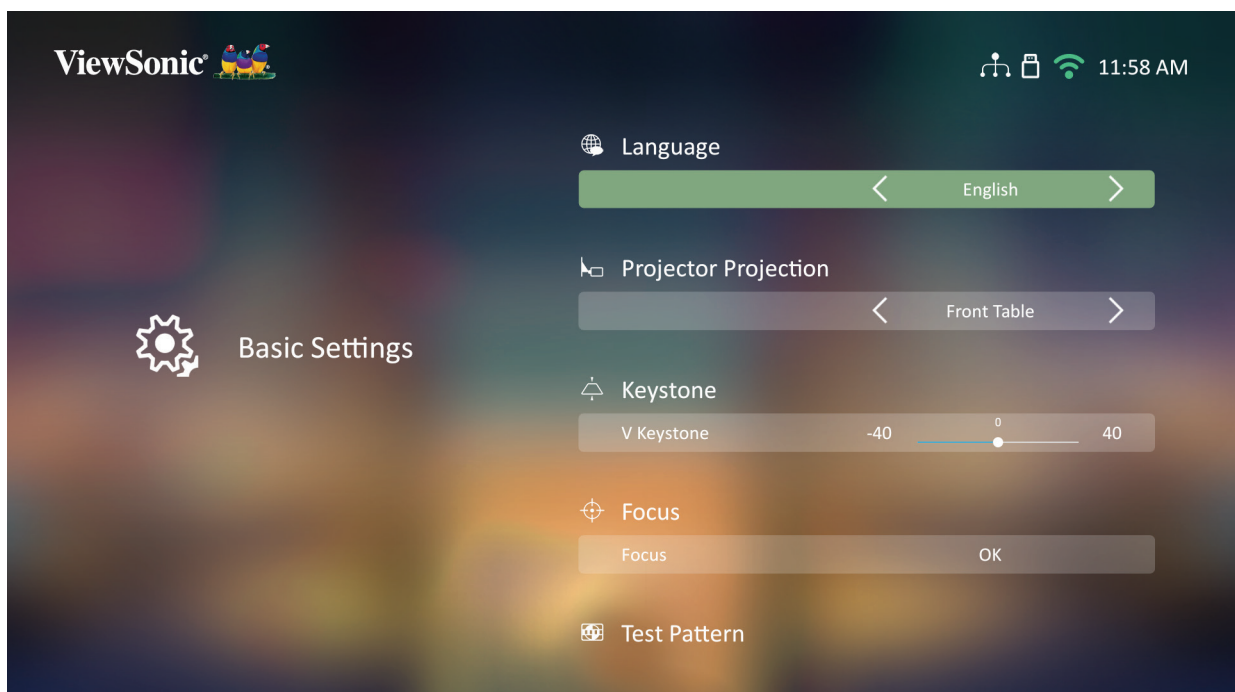 ViewSonic®
11:58 AM
Language
English
Projector Projection
Front Table
Basic Settings
Keystone
V Keystone -40 0 40
Focus
Focus OK
Test Pattern